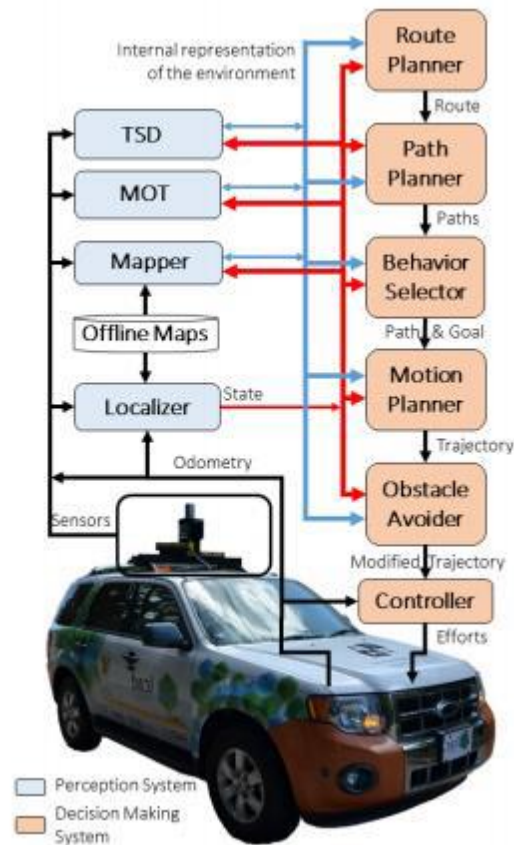 Internal representation
of the environment
Route
Planner
Route
TSD
Path
Planner
MOT
Paths
Mapper
Behavior
Selector
Offline Maps
Path & Goal
Localizer
State
Motion
Planner
Trajectory
Odometry
Sensors
Obstacle
Avoider
Modified Trajectory
Controller
Efforts
Perception System
Decision Making
System